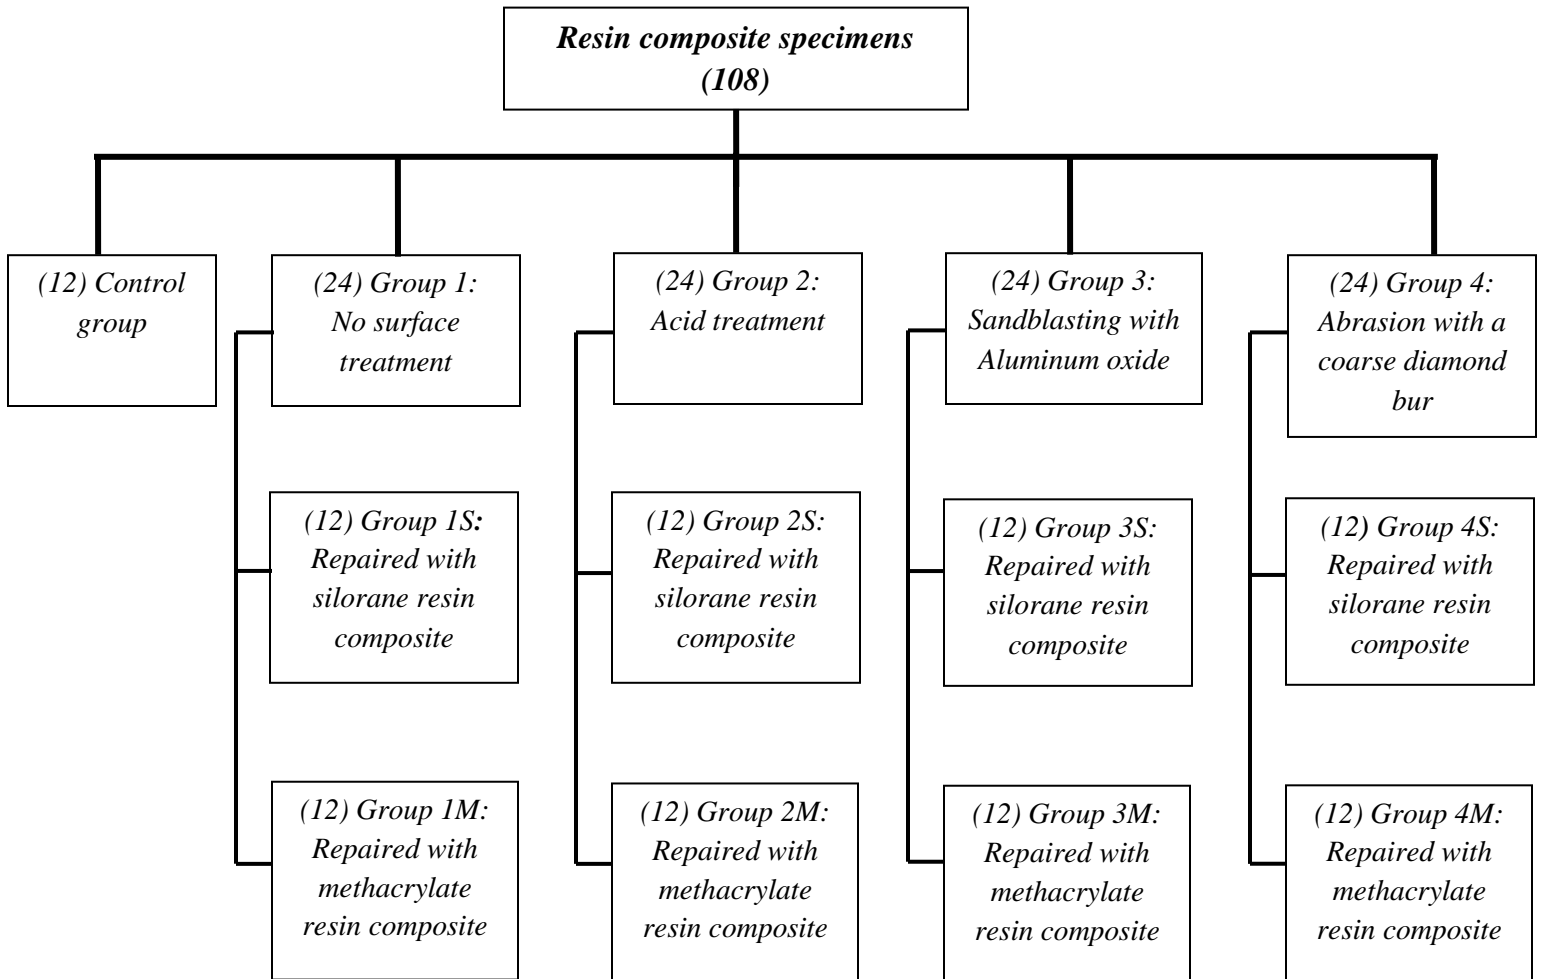 Resin composite specimens
(108)
(12) Control
group
(24) Group 1:
No surface
treatment
(24) Group 2:
Acid treatment
(24) Group 3:
Sandblasting with
Aluminum oxide
(24) Group 4:
Abrasion with a
coarse diamond
bur
(12) Group 1S:
Repaired with
silorane resin
composite
(12) Group 2S:
Repaired with
silorane resin
composite
(12) Group 3S:
Repaired with
silorane resin
composite
(12) Group 4S:
Repaired with
silorane resin
composite
(12) Group 1M:
Repaired with
methacrylate
resin composite
(12) Group 2M:
Repaired with
methacrylate
resin composite
(12) Group 3M:
Repaired with
methacrylate
resin composite
(12) Group 4M:
Repaired with
methacrylate
resin composite